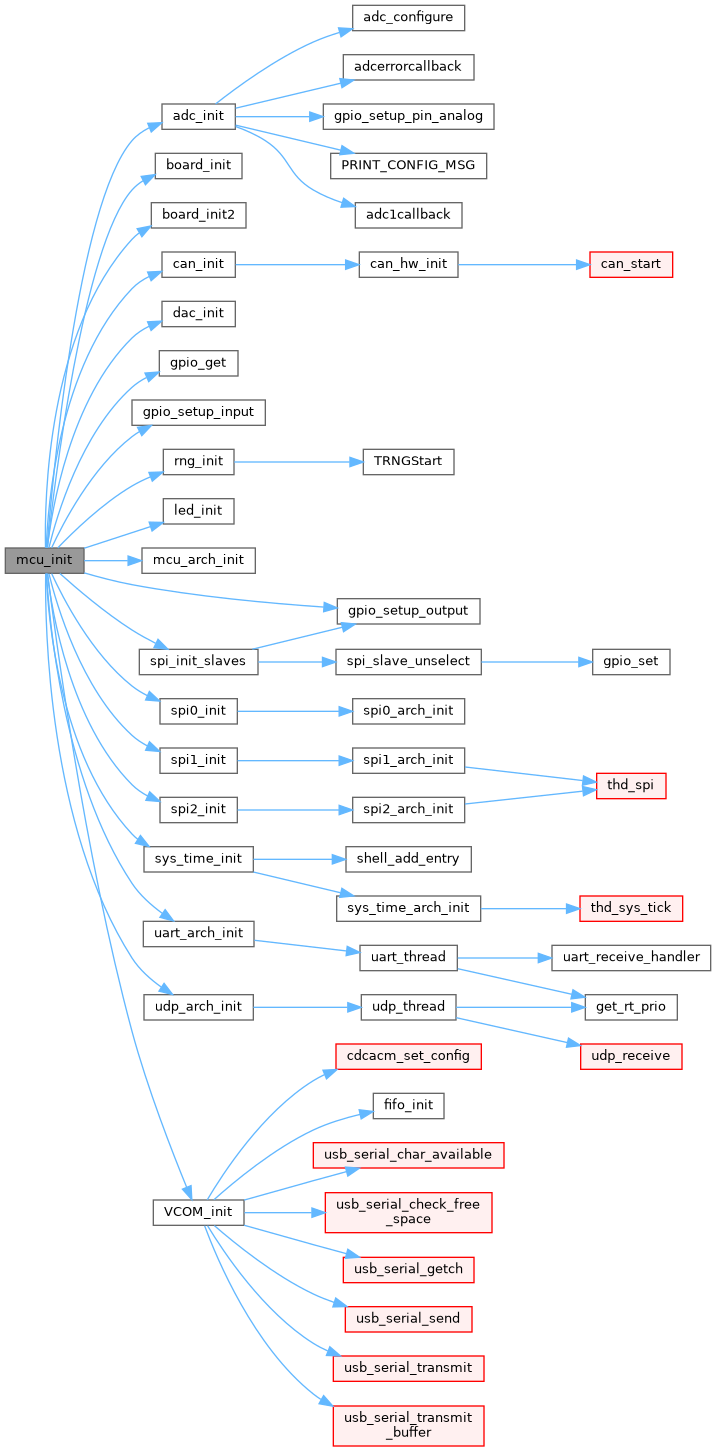 adc_configure
adcerrorcallback
adc_init
gpio_setup_pin_analog
board_init
PRINT_CONFIG_MSG
board_init2
adc1callback
can_init
can_hw_init
can_start
dac_init
gpio_get
gpio_setup_input
rng_init
TRNGStart
led_init
mcu_init
mcu_arch_init
gpio_setup_output
spi_init_slaves
spi_slave_unselect
gpio_set
spi0_init
spi0_arch_init
spi1_init
spi1_arch_init
thd_spi
spi2_init
spi2_arch_init
sys_time_init
shell_add_entry
sys_time_arch_init
thd_sys_tick
uart_arch_init
uart_thread
uart_receive_handler
udp_arch_init
udp_thread
get_rt_prio
cdcacm_set_config
udp_receive
fifo_init
usb_serial_char_available
VCOM_init
usb_serial_check_free
_space
usb_serial_getch
usb_serial_send
usb_serial_transmit
usb_serial_transmit
_buffer